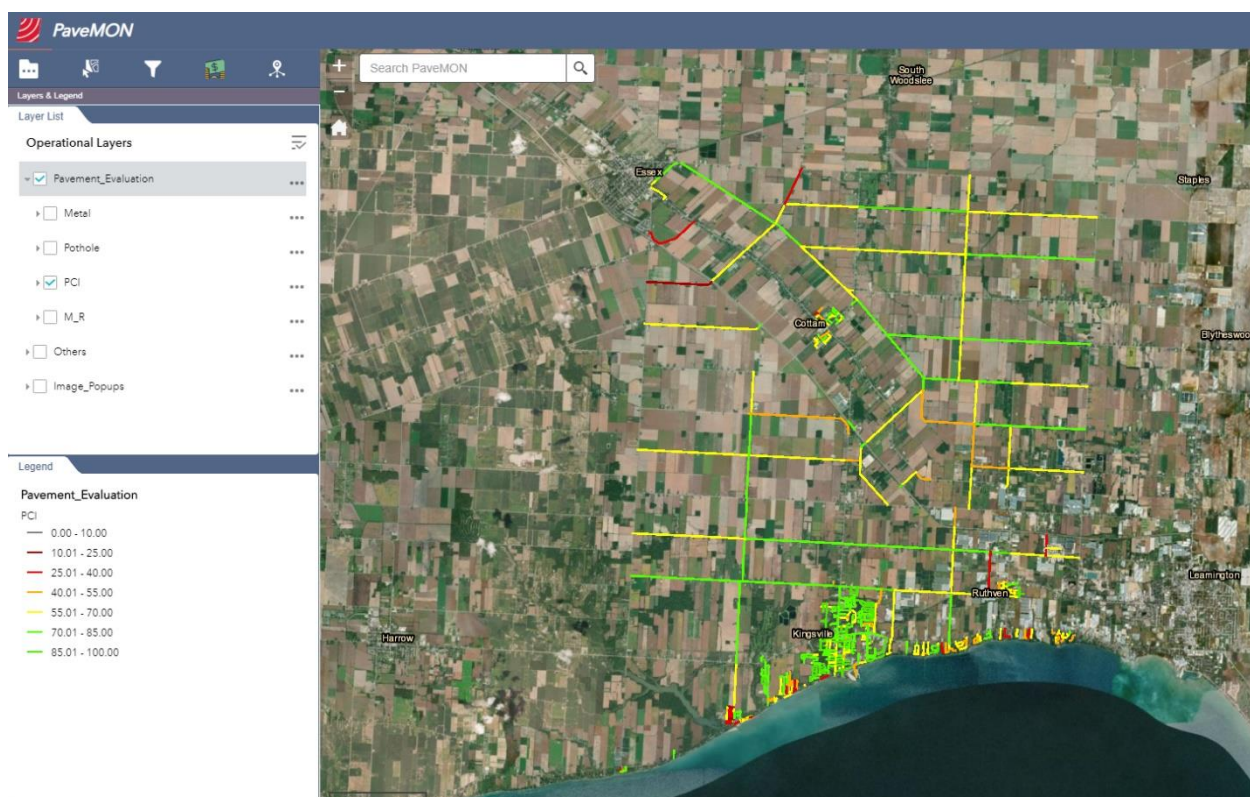 PaveMON
Layers & Legend
Layer List
Operational Layers
Pavement_Evaluation
Metal
Pothole
PCI
M_R
Others
Image_Popups
Legend
Pavement_Evaluation
PCI
0.00 - 10.00
10.01 - 25.00
25.01 - 40.00
40.01 - 55.00
55.01 - 70.00
70.01 - 85.00
85.01 - 100.00
+
Search PaveMON
−
South
Woodslee
Essex
Staples
Cottam
Blytheswoo
Leamington
Ruthven
Kingsville
Harrow